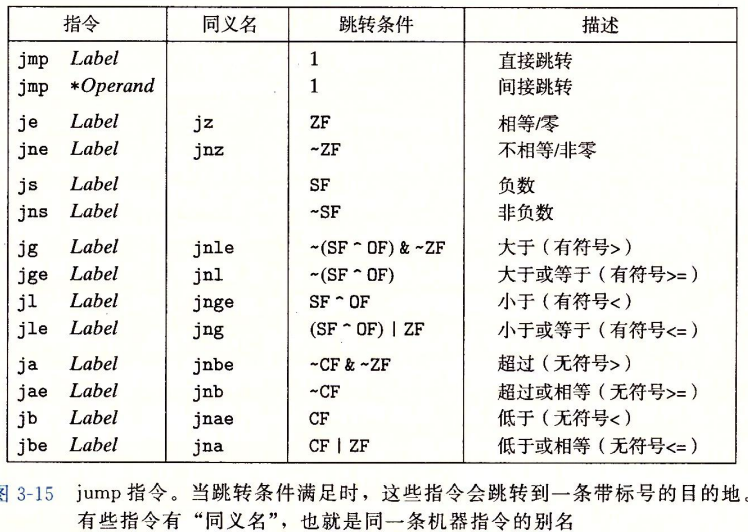 指令 同义名 跳转条件 描述
jmp Label 1 直接跳转
jmp *Operand 1 间接跳转
je Label jz ZF 相等/零
jne Label jnz ~ZF 不相等/非零
js Label SF 负数
jns Label ~SF 非负数
jg Label jnle ~(SF ^ OF) & ~ZF 大于（有符号>）
jge Label jnl ~(SF ^ OF) 大于或等于（有符号>=）
jl Label jnge SF ^ OF 小于（有符号<）
jle Label jng (SF ^ OF) | ZF 小于或等于（有符号<=）
ja Label jnbe ~CF & ~ZF 超过（无符号>）
jae Label jnb ~CF 超过或相等（无符号>=）
jb Label jnae CF 低于（无符号<）
jbe Label jna CF | ZF 低于或相等（无符号<=）
图 3-15 jump 指令。当跳转条件满足时，这些指令会跳转到一条带标号的目的地。
有些指令有“同义名”，也就是同一条机器指令的别名